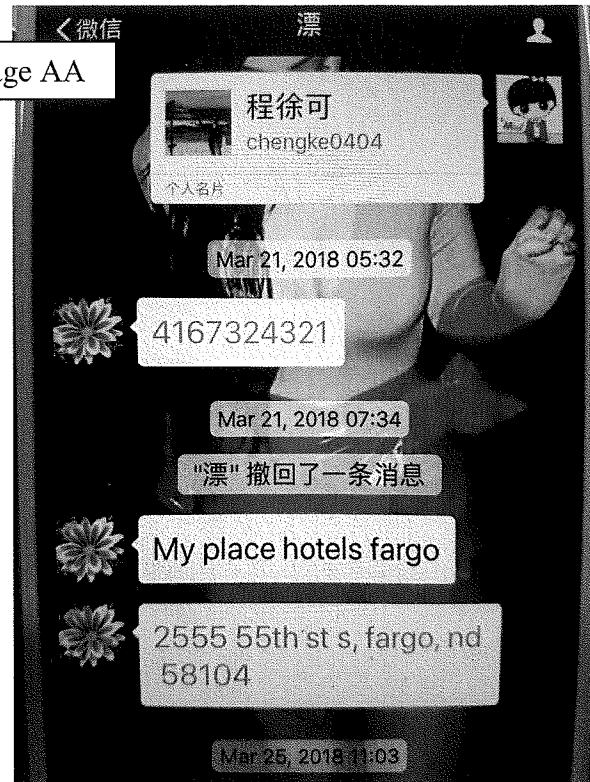 微信
漂
ge AA
程徐可
chengke0404
个人名片
Mar 21, 2018 05:32
4167324321
Mar 21, 2018 07:34
"漂" 撤回了一条消息
My place hotels fargo
2555 55th st s, fargo, nd
58104
Mar 25, 2018 11:03